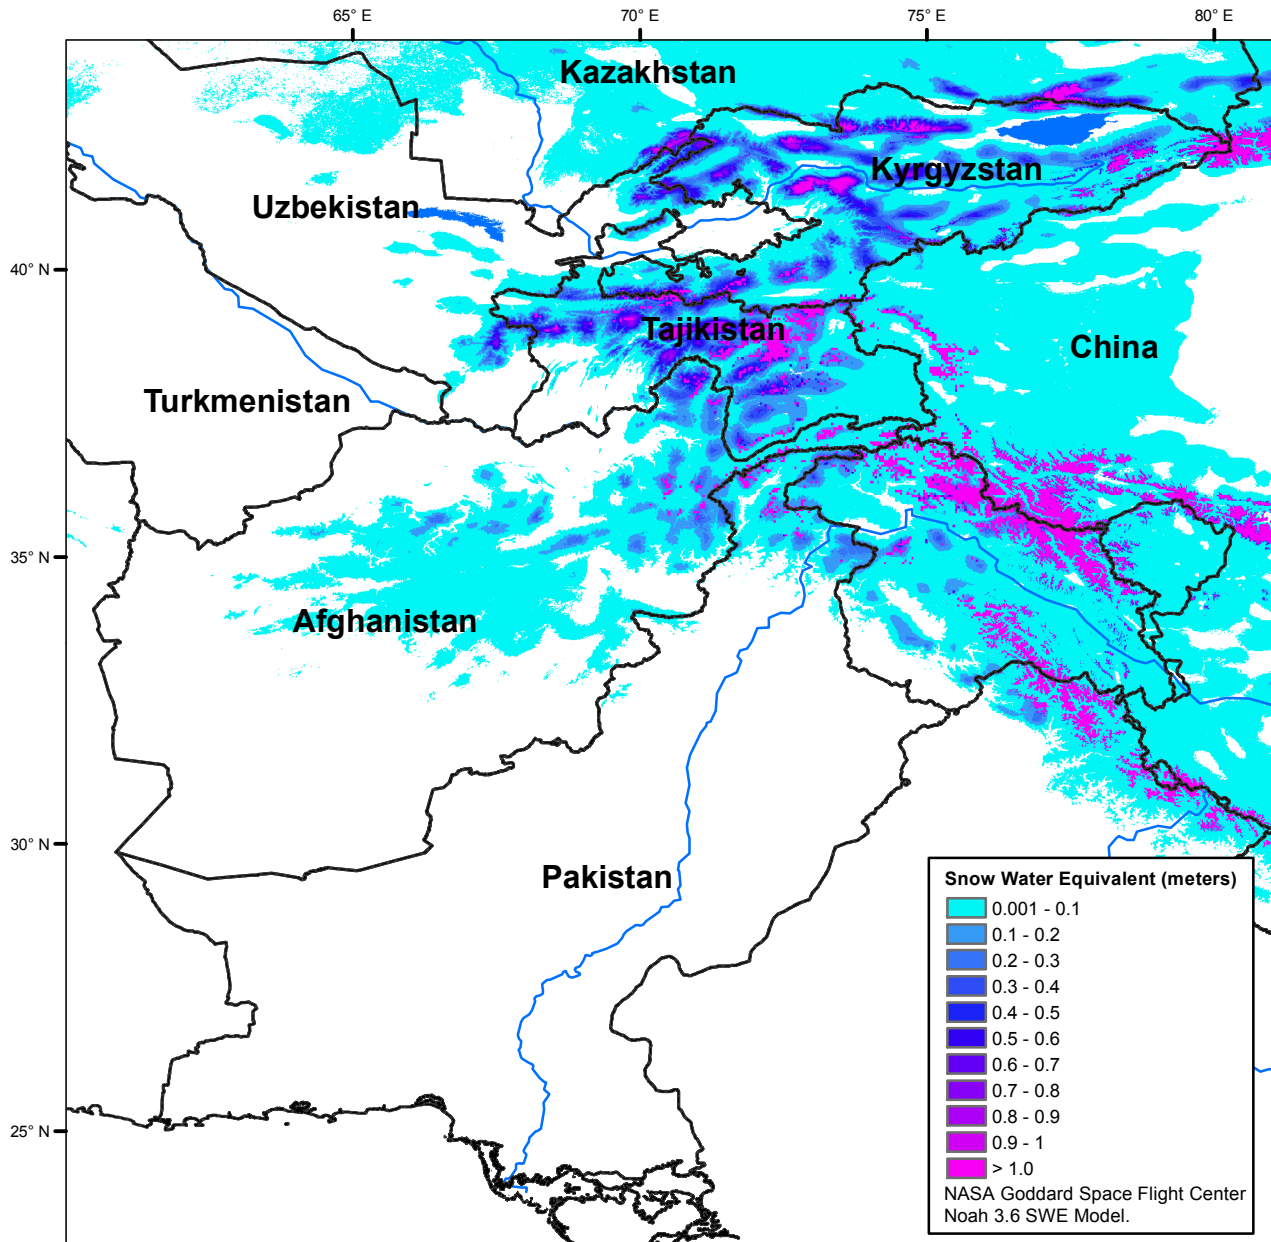 65° E
70° E
75° E
80° E
Kazakhstan
Kyrgyzstan
Uzbekistan
40° N
Tajikistan
China
Turkmenistan
35° N
Afghanistan
30° N
Pakistan
25° N
Snow Water Equivalent (meters)
0.001 - 0.1
0.1 - 0.2
0.2 - 0.3
0.3 - 0.4
0.4 - 0.5
0.5 - 0.6
0.6 - 0.7
0.7 - 0.8
0.8 - 0.9
0.9 - 1
> 1.0
NASA Goddard Space Flight Center
Noah 3.6 SWE Model.